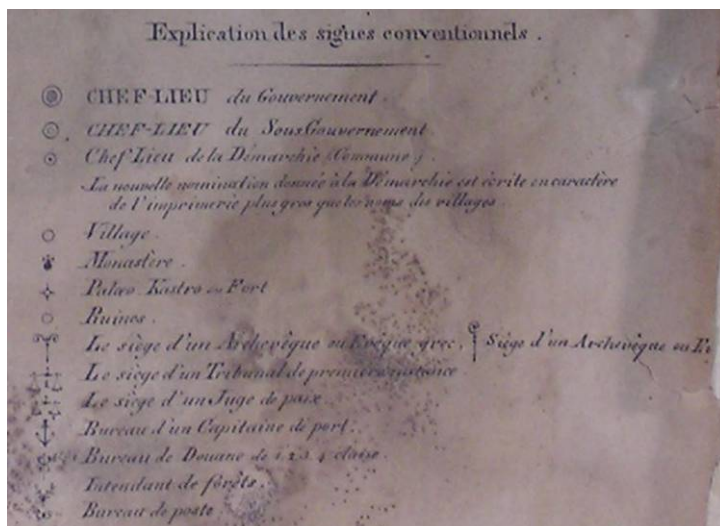 Explication des signes conventionnels.
CHEF-LIEU du Gouvernement.
CHEF-LIEU du Sous Gouvernement
Chef Lieu de la Démarchie (Commune).
La nouvelle nomination donnée à la Démarchie est écrite en caractère
de l'imprimerie plus gros que les noms des villages.
Village.
Monastère.
Palæo Kastro ou Fort
Ruines.
Le siège d'un Archevêque ou Evêque grec. Siège d'un Archevêque ou
Le siège d'un Tribunal de première instance
Le siège d'un Juge de paix.
Bureau d'un Capitaine de port.
Bureau de Douane de 1. 2. 3. 4 classe.
Intendant de forêts.
Bureau de poste